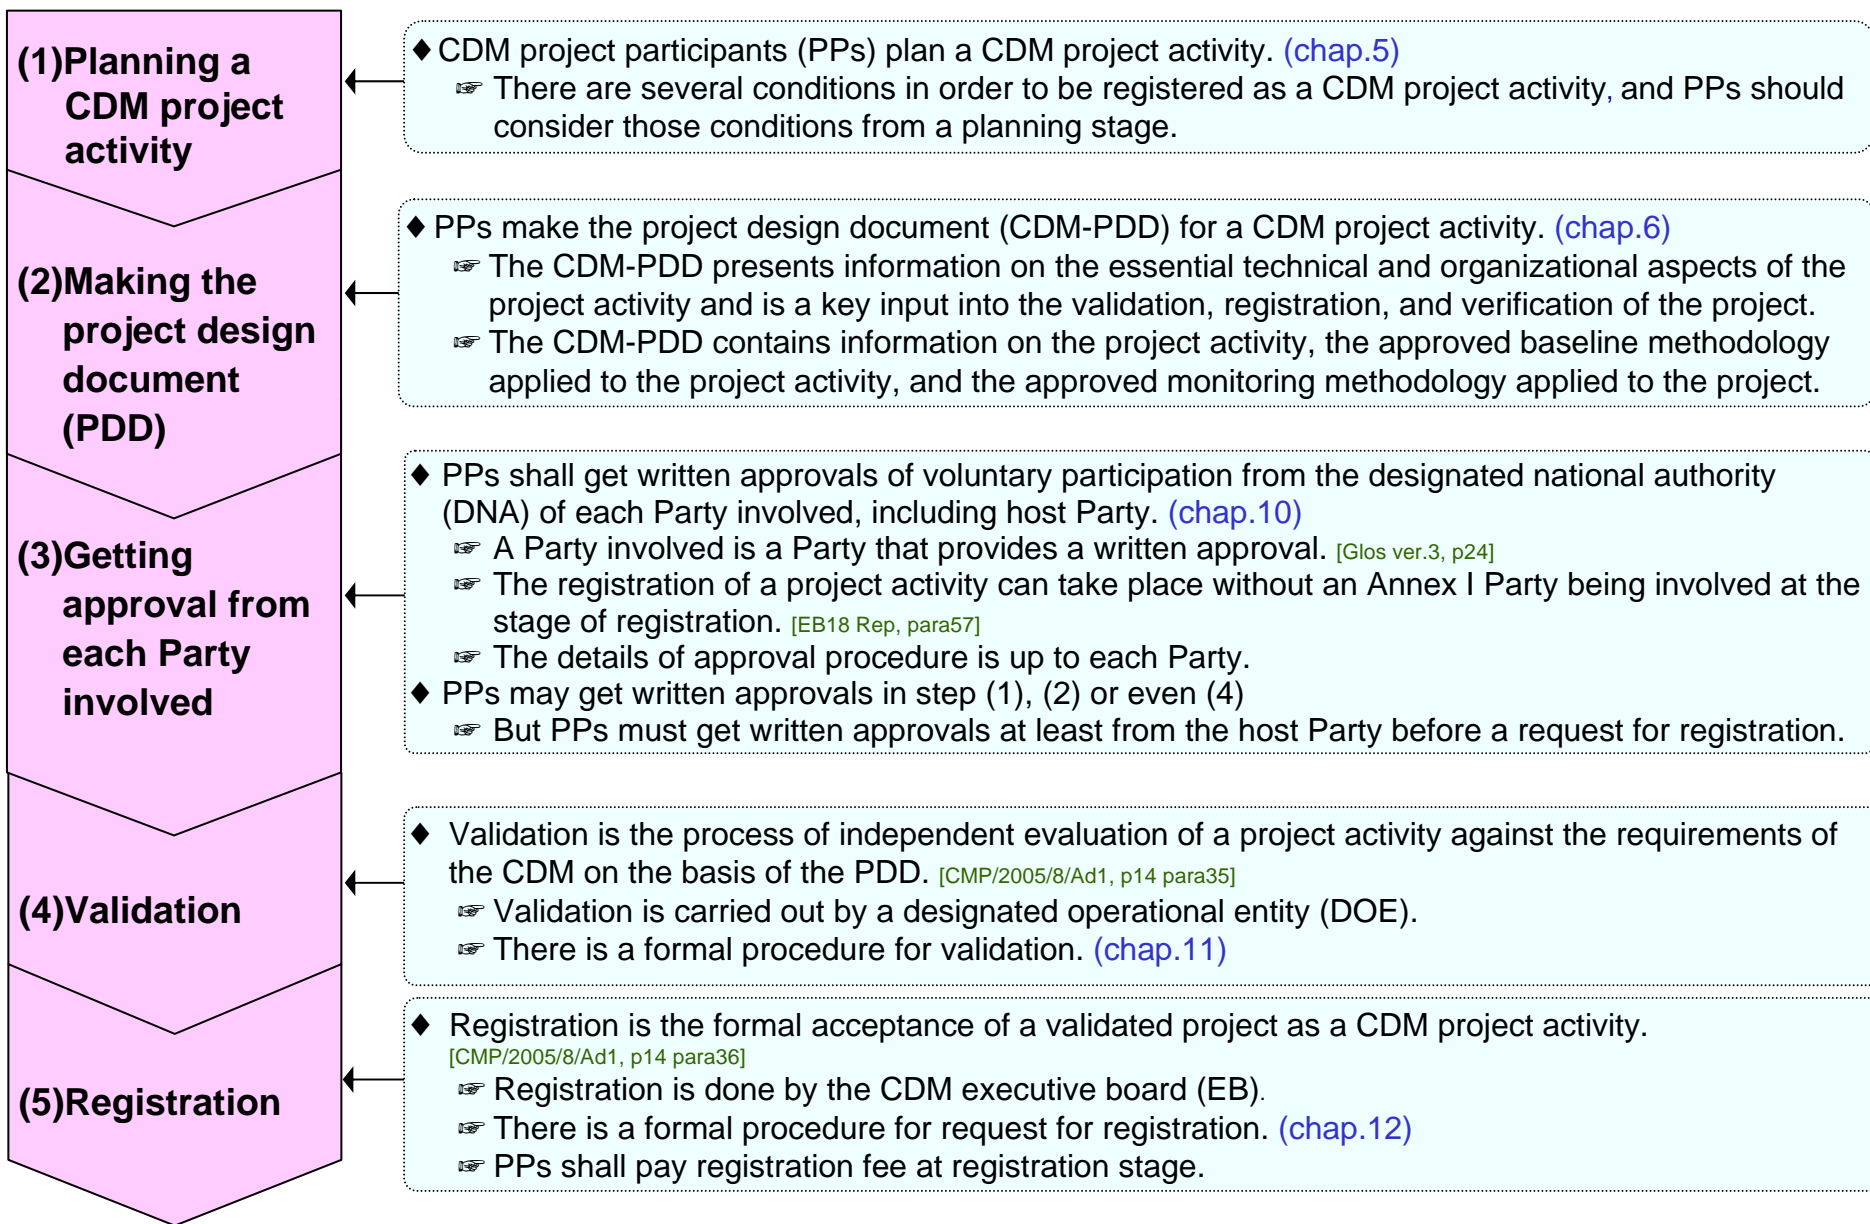 (1)Planning a
CDM project
activity
♦ CDM project participants (PPs) plan a CDM project activity. (chap.5)
☞ There are several conditions in order to be registered as a CDM project activity, and PPs should
consider those conditions from a planning stage.
(2)Making the
project design
document
(PDD)
♦ PPs make the project design document (CDM-PDD) for a CDM project activity. (chap.6)
☞ The CDM-PDD presents information on the essential technical and organizational aspects of the
project activity and is a key input into the validation, registration, and verification of the project.
☞ The CDM-PDD contains information on the project activity, the approved baseline methodology
applied to the project activity, and the approved monitoring methodology applied to the project.
(3)Getting
approval from
each Party
involved
♦ PPs shall get written approvals of voluntary participation from the designated national authority
(DNA) of each Party involved, including host Party. (chap.10)
☞ A Party involved is a Party that provides a written approval. [Glos ver.3, p24]
☞ The registration of a project activity can take place without an Annex I Party being involved at the
stage of registration. [EB18 Rep, para57]
☞ The details of approval procedure is up to each Party.
♦ PPs may get written approvals in step (1), (2) or even (4)
☞ But PPs must get written approvals at least from the host Party before a request for registration.
(4)Validation
♦ Validation is the process of independent evaluation of a project activity against the requirements of
the CDM on the basis of the PDD. [CMP/2005/8/Ad1, p14 para35]
☞ Validation is carried out by a designated operational entity (DOE).
☞ There is a formal procedure for validation. (chap.11)
(5)Registration
♦ Registration is the formal acceptance of a validated project as a CDM project activity.
[CMP/2005/8/Ad1, p14 para36]
☞ Registration is done by the CDM executive board (EB).
☞ There is a formal procedure for request for registration. (chap.12)
☞ PPs shall pay registration fee at registration stage.